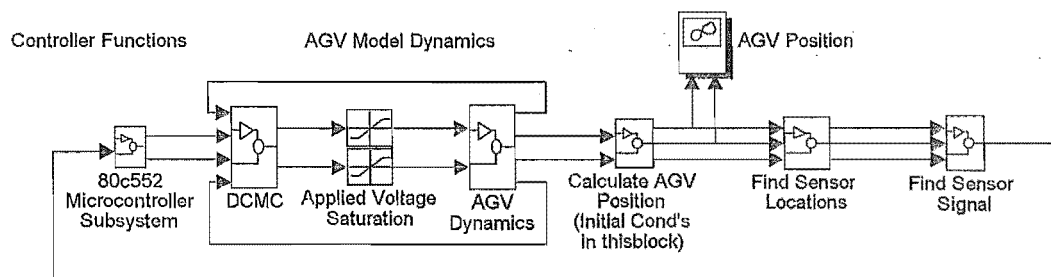 Controller Functions
AGV Model Dynamics
AGV Position
80c552
Microcontroller
Subsystem
DCMC
Applied Voltage
Saturation
AGV
Dynamics
Calculate AGV
Position
(Initial Cond's
in thisblock)
Find Sensor
Locations
Find Sensor
Signal